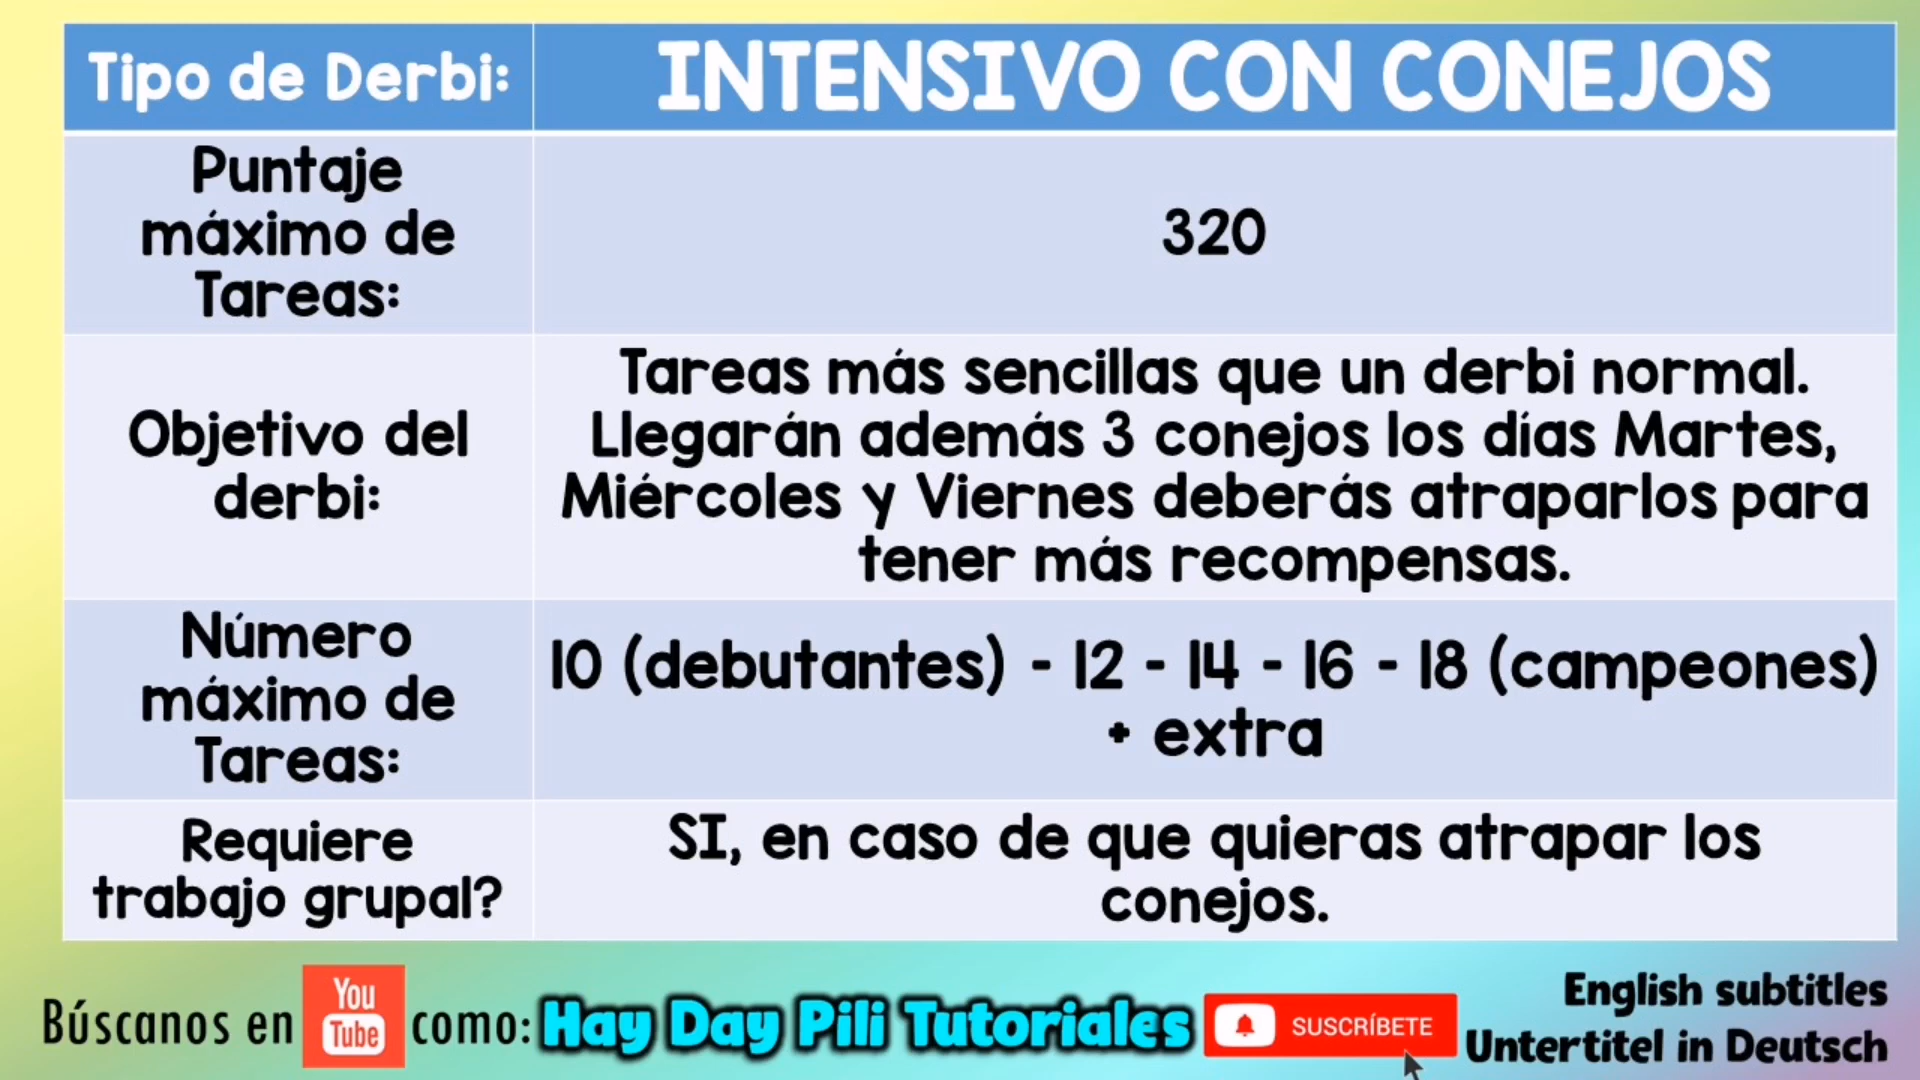 Tipo de Derbi:
INTENSIVO CON CONEJOS
Puntaje
máximo de
Tareas:
320
Objetivo del
derbi:
Tareas más sencillas que un derbi normal.
Llegarán además 3 conejos los días Martes,
Miércoles y Viernes deberás atraparlos para
tener más recompensas.
Número
máximo de
Tareas:
10 (debutantes) - 12 - 14 - 16 - 18 (campeones)
+ extra
Requiere
trabajo grupal?
SI, en caso de que quieras atrapar los
conejos.
Búscanos en
You
Tube
como:
Hay Day Pili Tutoriales
SUSCRÍBETE
English subtitles
Untertitel in Deutsch